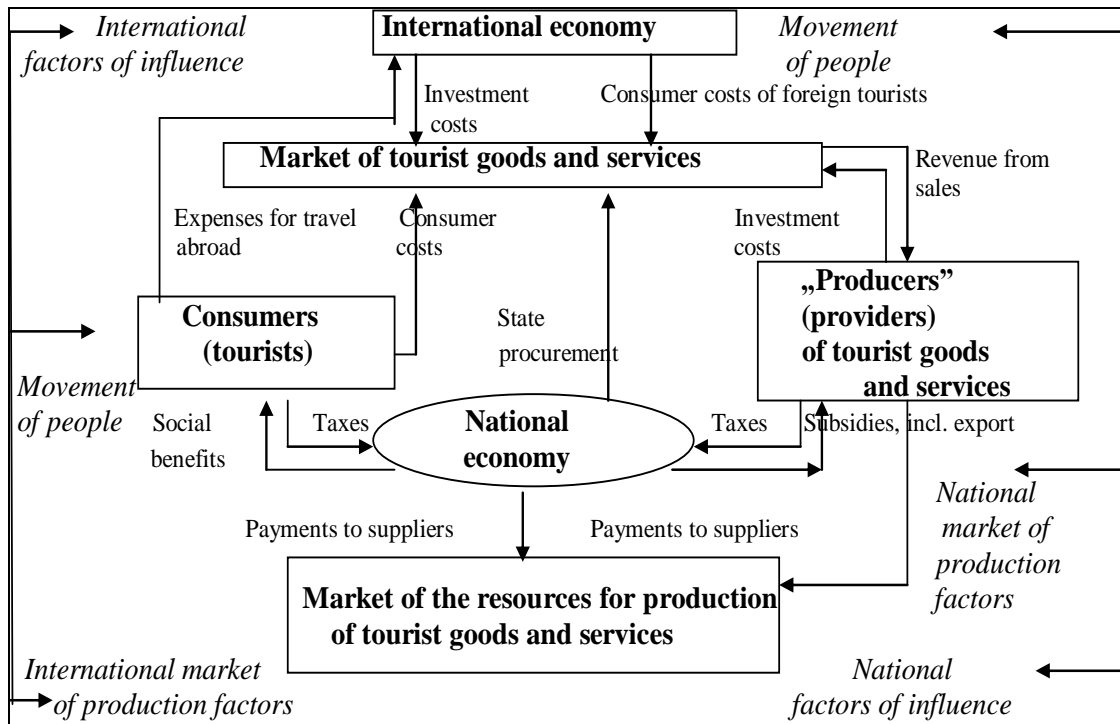 International
factors of influence
International economy
Movement
of people
Investment
costs
Consumer costs of foreign tourists
Market of tourist goods and services
Revenue from
sales
Expenses for travel
abroad
Consumer
costs
Investment
costs
Consumers
(tourists)
State
procurement
„Producers”
(providers)
of tourist goods
and services
Movement
of people
Social
benefits
Taxes
National
economy
Taxes
Subsidies, incl. export
Payments to suppliers
Payments to suppliers
National
market of
production
factors
Market of the resources for production
of tourist goods and services
International market
of production factors
National
factors of influence